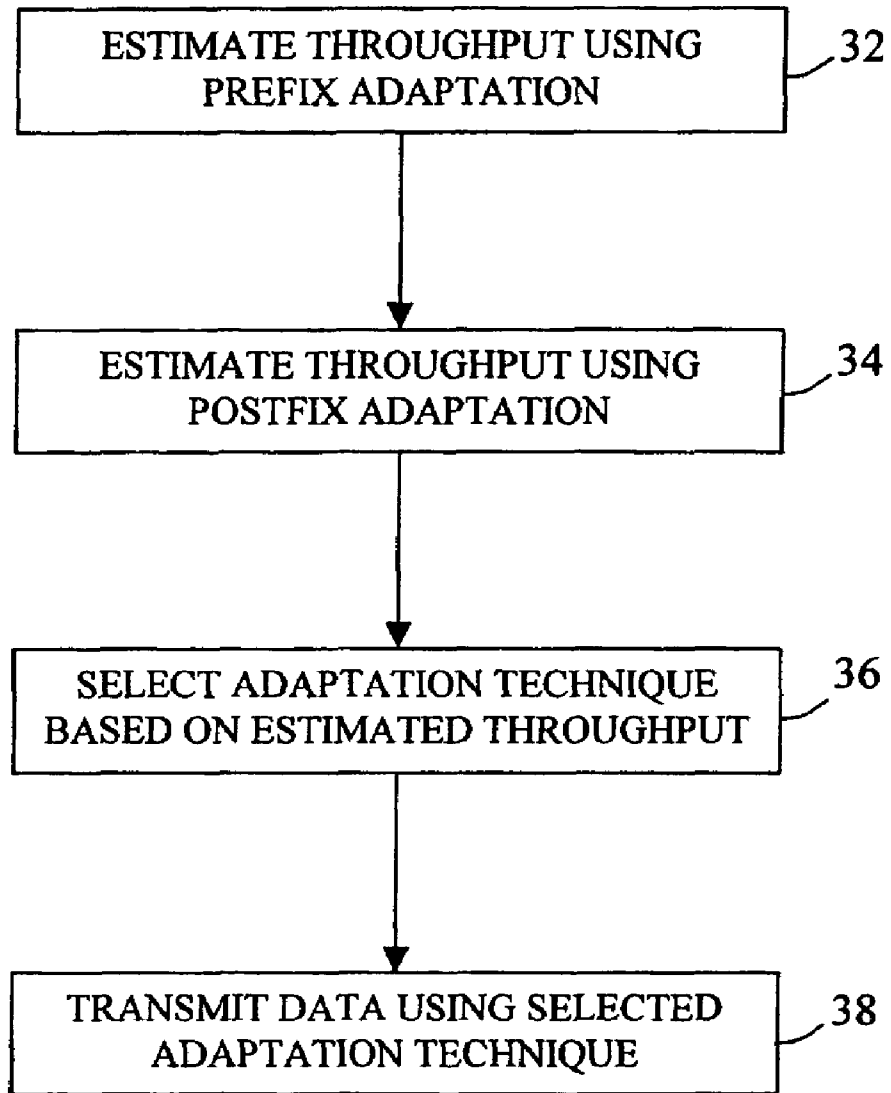 ESTIMATE THROUGHPUT USING
PREFIX ADAPTATION
32
ESTIMATE THROUGHPUT USING
POSTFIX ADAPTATION
34
SELECT ADAPTATION TECHNIQUE
BASED ON ESTIMATED THROUGHPUT
36
TRANSMIT DATA USING SELECTED
ADAPTATION TECHNIQUE
38